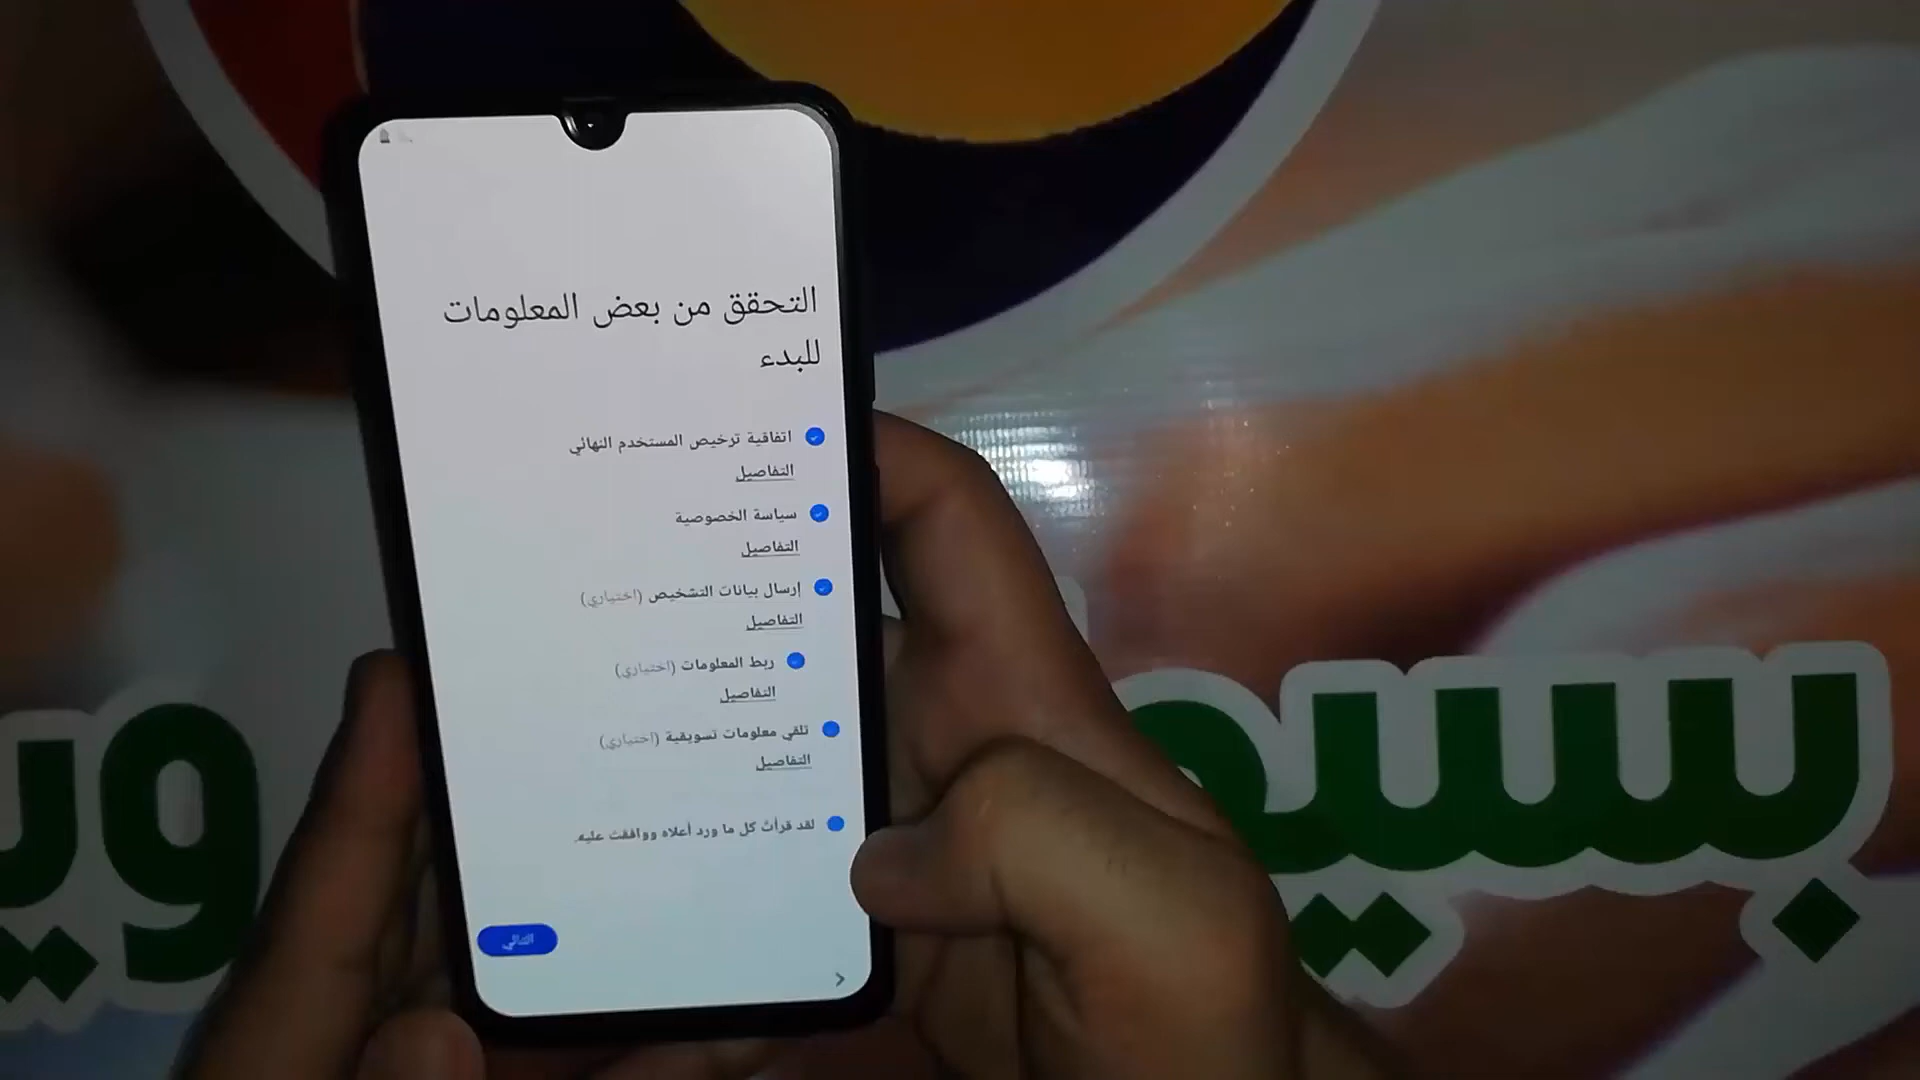 التحقق من بعض المعلومات
للبدء
اتفاقية ترخيص المستخدم النهائي
التفاصيل
سياسة الخصوصية
التفاصيل
إرسال بيانات التشخيص (اختياري)
التفاصيل
ربط المعلومات (اختياري)
التفاصيل
تلقي معلومات تسويقية (اختياري)
التفاصيل
لقد قرأت كل ما ورد أعلاه ووافقت عليه.
التالي